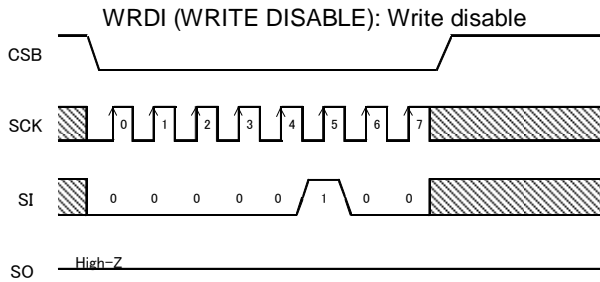 WRDI (WRITE DISABLE): Write disable
CSB
SCK
0 1 2 3 4 5 6 7
SI
0 0 0 0 0 1 0 0
SO
High-Z